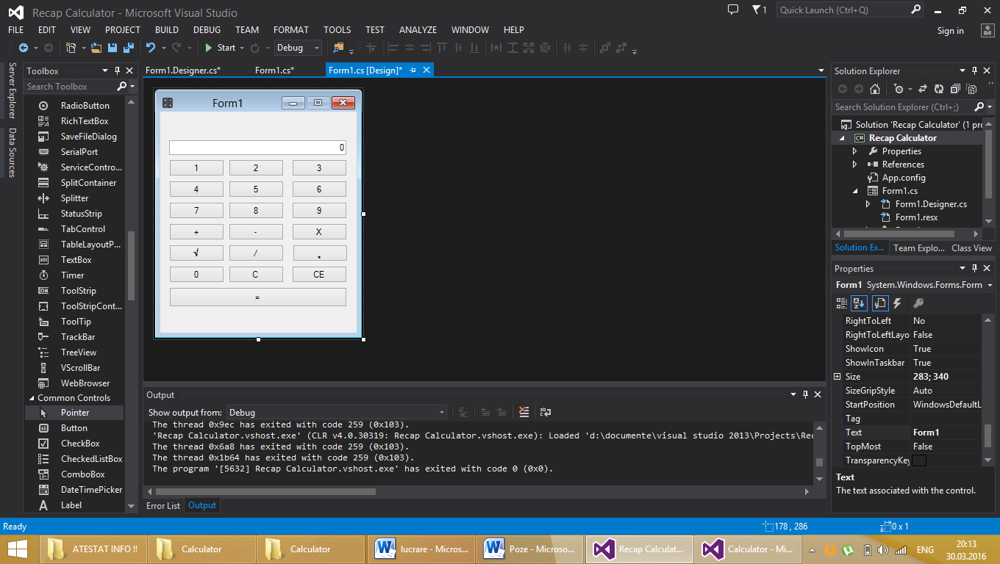 Recap Calculator - Microsoft Visual Studio
1
Quick Launch (Ctrl+Q)
FILE EDIT VIEW PROJECT BUILD DEBUG TEAM FORMAT TOOLS TEST ANALYZE WINDOW HELP
Sign in
Start Debug
Server Explorer
Data Sources
Toolbox
Search Toolbox
RadioButton
RichTextBox
SaveFileDialog
SerialPort
ServiceContro...
SplitContainer
Splitter
StatusStrip
TabControl
TableLayoutP...
TextBox
Timer
ToolStrip
ToolStripCont...
ToolTip
TrackBar
TreeView
VScrollBar
WebBrowser
Common Controls
Pointer
Button
CheckBox
CheckedListBox
ComboBox
DateTimePicker
Label
Form1.Designer.cs* Form1.cs* Form1.cs [Design]*
Form1
0
1 2 3
4 5 6
7 8 9
+ - X
√ / ,
0 C CE
=
Output
Show output from: Debug
The thread 0x9ec has exited with code 259 (0x103).
'Recap Calculator.vshost.exe' (CLR v4.0.30319: Recap Calculator.vshost.exe): Loaded 'd:\documente\visual studio 2013\Projects\Rec
The thread 0x6a8 has exited with code 259 (0x103).
The thread 0x1b64 has exited with code 259 (0x103).
The program '[5632] Recap Calculator.vshost.exe' has exited with code 0 (0x0).
Error List Output
Solution Explorer
Search Solution Explorer (Ctrl+;)
Solution 'Recap Calculator' (1 pro
Recap Calculator
Properties
References
App.config
Form1.cs
Form1.Designer.cs
Form1.resx
Solution Ex... Team Explo... Class View
Properties
Form1 System.Windows.Forms.Form
RightToLeft No
RightToLeftLayo False
ShowIcon True
ShowInTaskbar True
Size 283; 340
SizeGripStyle Auto
StartPosition WindowsDefaultL
Tag
Text Form1
TopMost False
TransparencyKey
Text
The text associated with the control.
Ready
178 , 286
0 x 1
ATESTAT INFO !!
Calculator
Calculator
lucrare - Micros...
Poze - Microso...
Recap Calculat...
Calculator - Mi...
ENG
20:13
30.03.2016